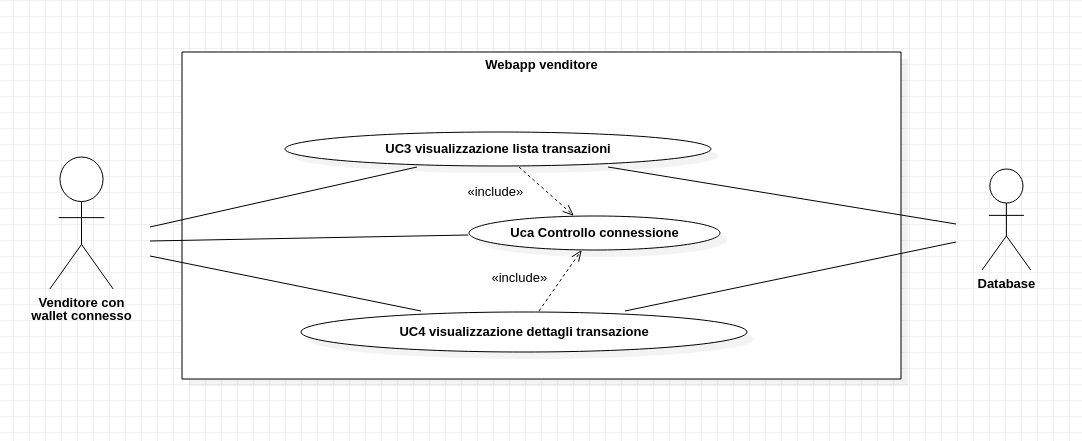 Webapp venditore
UC3 visualizzazione lista transazioni
«include»
Uca Controllo connessione
«include»
Venditore con
wallet connesso
Database
UC4 visualizzazione dettagli transazione